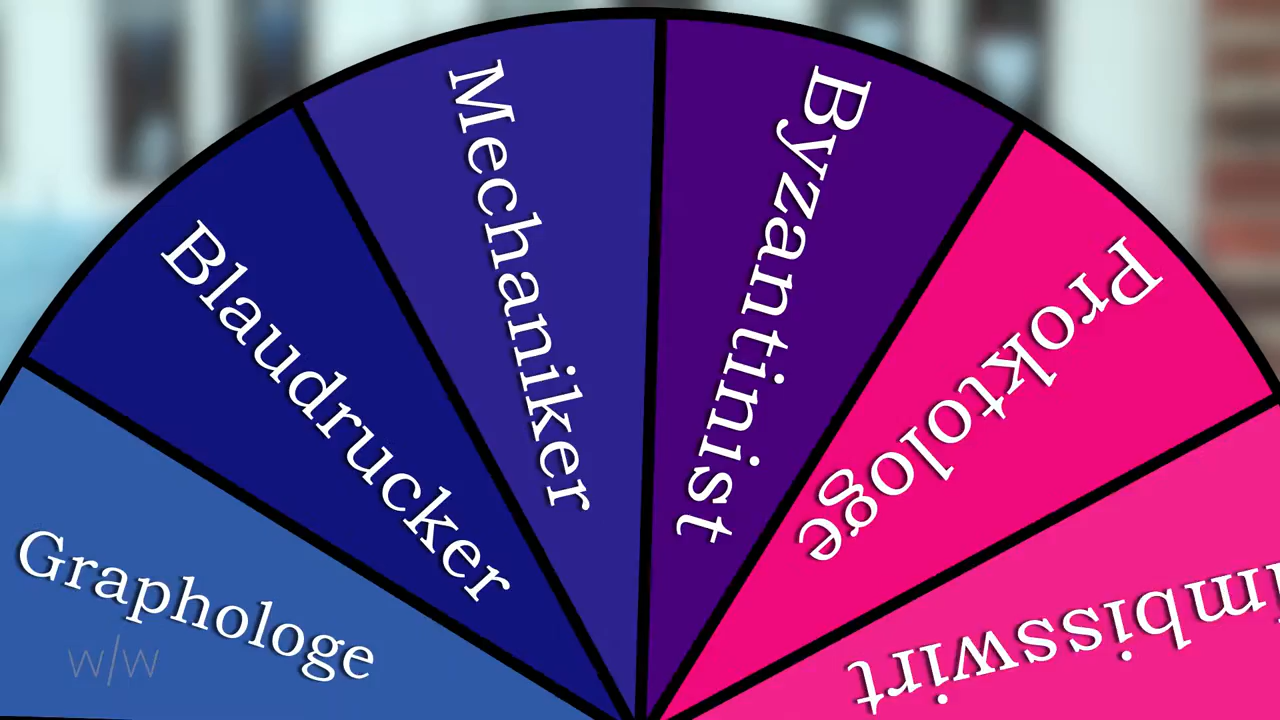 Graphologe
Blaudrucker
Mechaniker
Byzantinist
Proktologe
mbisswirt
w/w